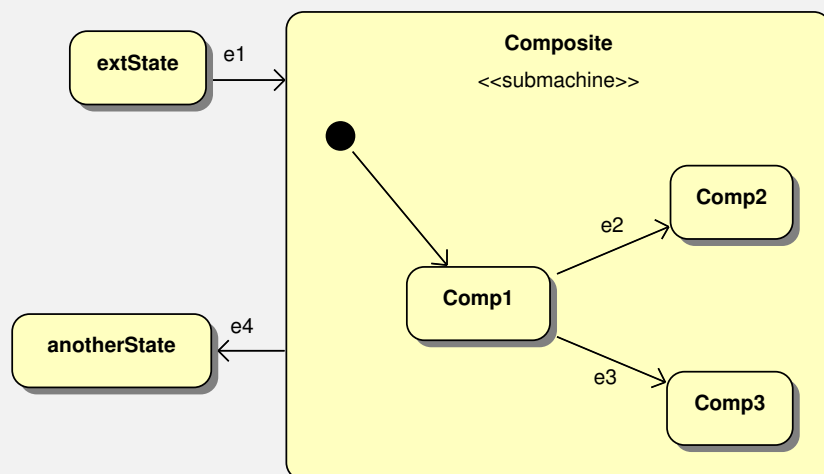 extState
e1
Composite
<<submachine>>
Comp2
e2
Comp1
e4
anotherState
e3
Comp3